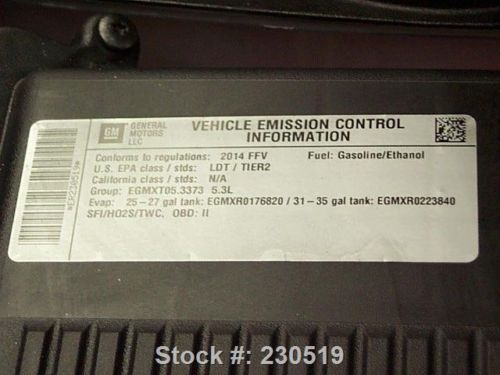 GM
GENERAL
MOTORS
LLC
VEHICLE EMISSION CONTROL
INFORMATION
Conforms to regulations: 2014 FFV Fuel: Gasoline/Ethanol
U.S. EPA class / stds: LDT / TIER2
California class / stds: N/A
Group: EGMXT05.3373 5.3L
Evap: 25 – 27 gal tank: EGMXR0176820 / 31 – 35 gal tank: EGMXR0223840
SFI/HO2S/TWC, OBD: II
Stock #: 230519